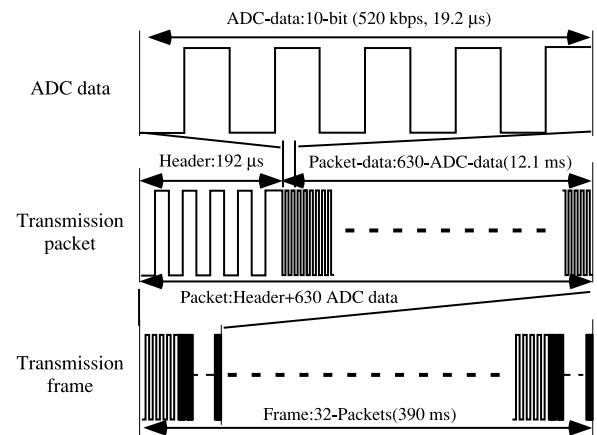 ADC-data:10-bit (520 kbps, 19.2 μs)
ADC data
Header:192 μs
Packet-data:630-ADC-data(12.1 ms)
Transmission
packet
Packet:Header+630 ADC data
Transmission
frame
Frame:32-Packets(390 ms)